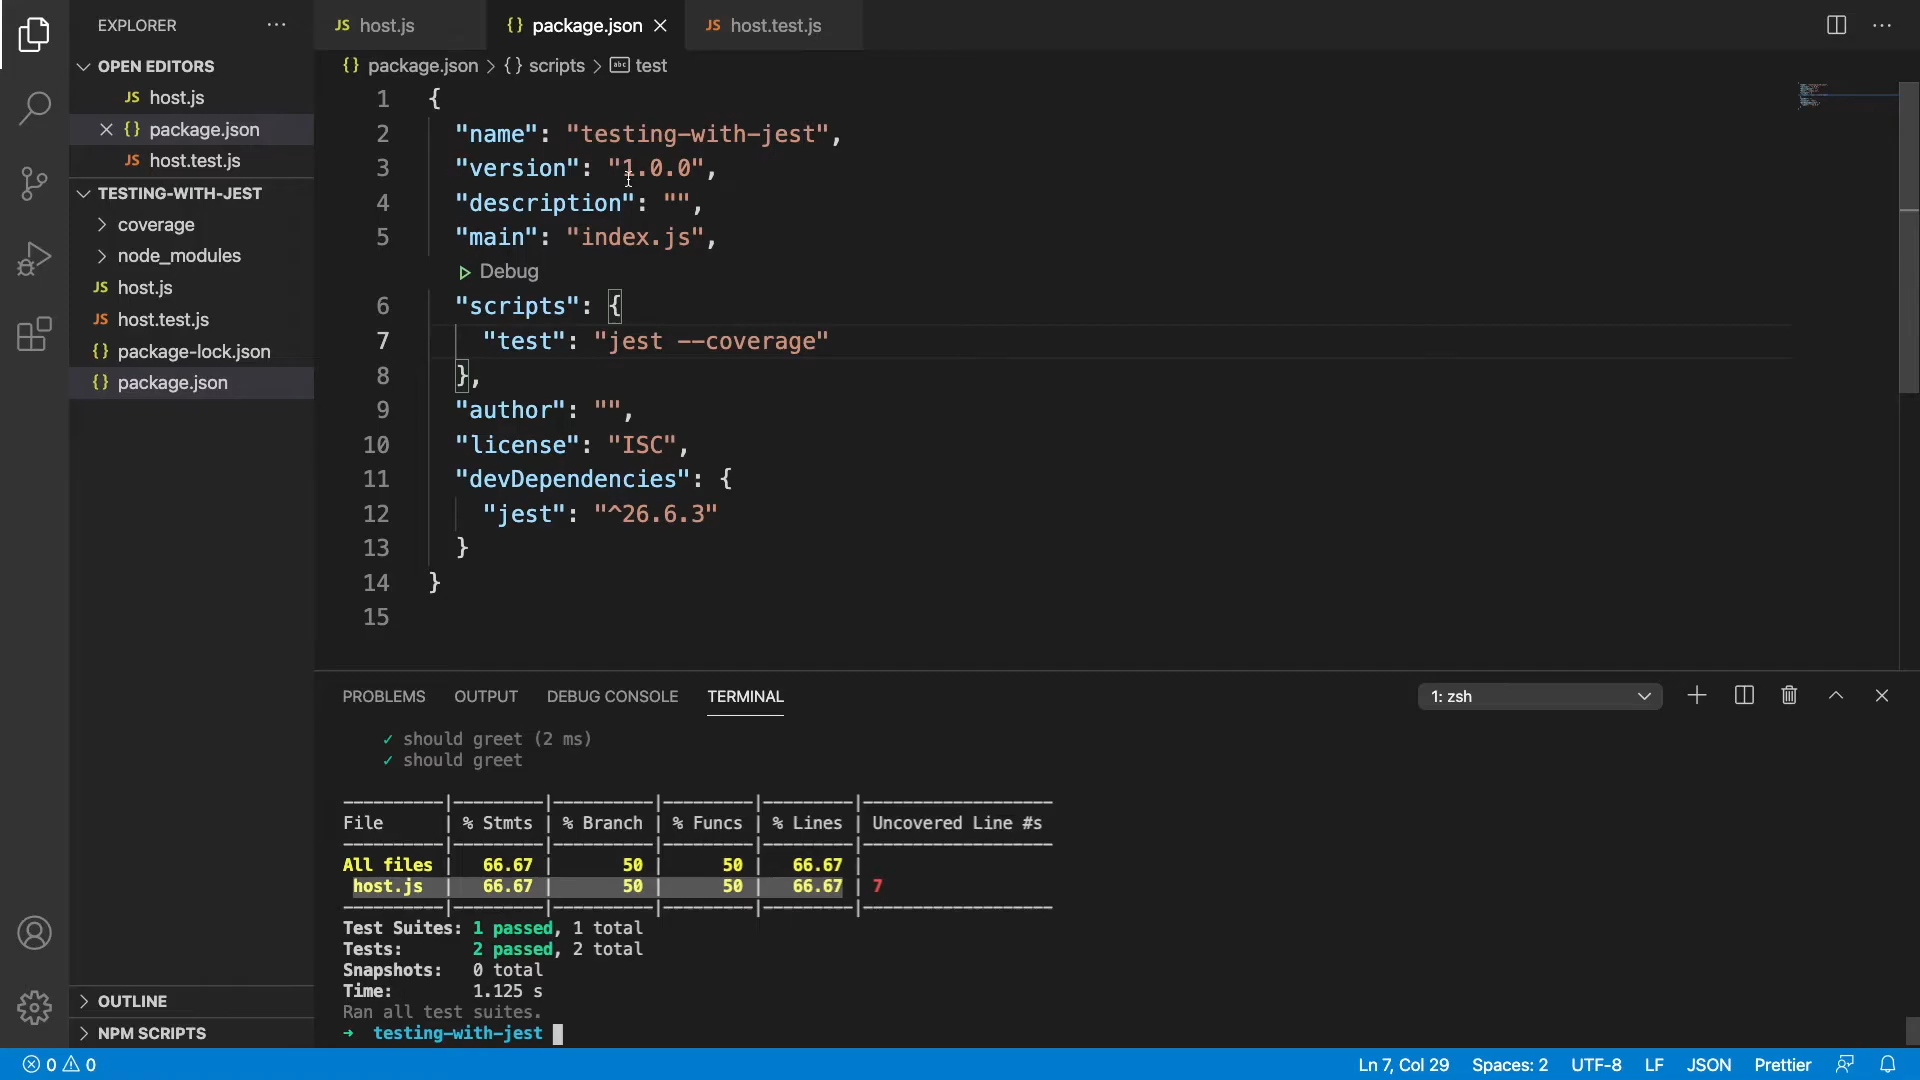 EXPLORER
OPEN EDITORS
JS host.js
{} package.json
JS host.test.js
TESTING-WITH-JEST
coverage
node_modules
JS host.js
JS host.test.js
{} package-lock.json
{} package.json
OUTLINE
NPM SCRIPTS
JS host.js
{} package.json
JS host.test.js
{} package.json > {} scripts > abc test
1 {
2 "name": "testing-with-jest",
3 "version": "1.0.0",
4 "description": "",
5 "main": "index.js",
Debug
6 "scripts": {
7 "test": "jest --coverage"
8 },
9 "author": "",
10 "license": "ISC",
11 "devDependencies": {
12 "jest": "^26.6.3"
13 }
14 }
15
PROBLEMS OUTPUT DEBUG CONSOLE TERMINAL 1: zsh
✓ should greet (2 ms)
✓ should greet
----------|---------|----------|---------|---------|-------------------
File | % Stmts | % Branch | % Funcs | % Lines | Uncovered Line #s
----------|---------|----------|---------|---------|-------------------
All files | 66.67 | 50 | 50 | 66.67 |
host.js | 66.67 | 50 | 50 | 66.67 | 7
----------|---------|----------|---------|---------|-------------------
Test Suites: 1 passed, 1 total
Tests: 2 passed, 2 total
Snapshots: 0 total
Time: 1.125 s
Ran all test suites.
→ testing-with-jest
0 0 Ln 7, Col 29 Spaces: 2 UTF-8 LF JSON Prettier